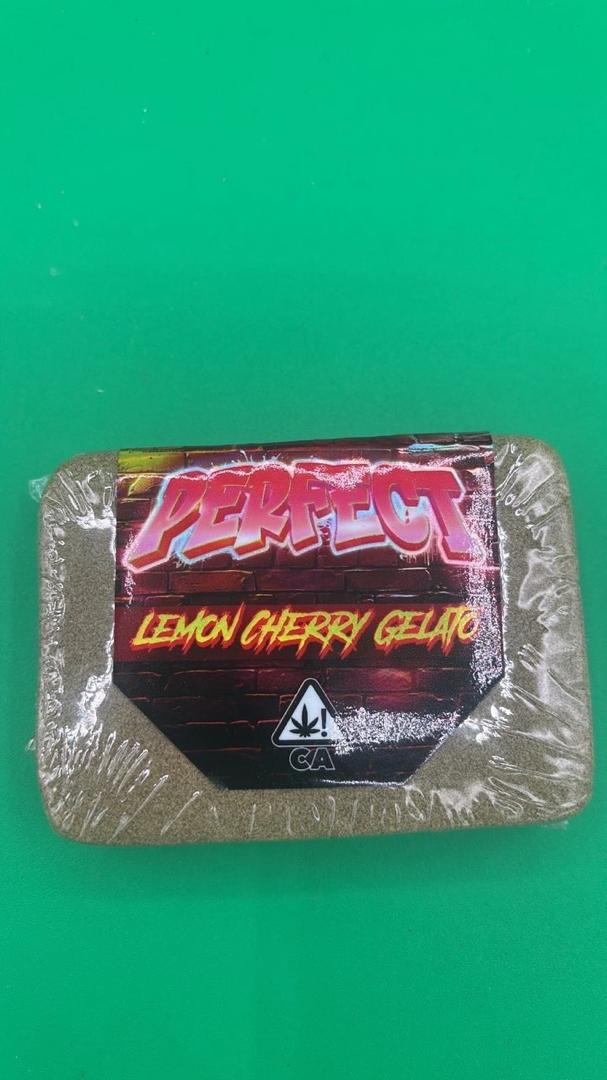 PERFECT
LEMON CHERRY GELATO
!
CA